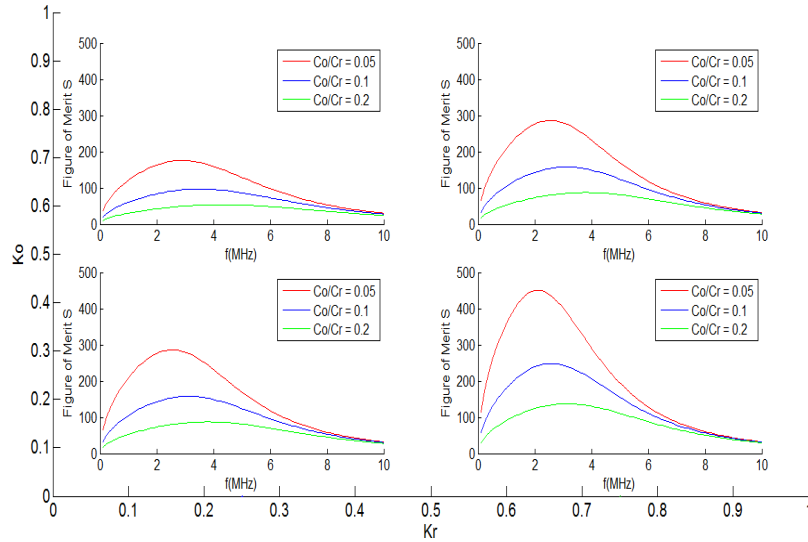 1
0.9
0.8
0.7
0.6
0.5
0.4
0.3
0.2
0.1
0
Ko
500
400
300
200
100
0
Figure of Merit S
Co/Cr = 0.05
Co/Cr = 0.1
Co/Cr = 0.2
0 2 4 6 8 10
f(MHz)
500
400
300
200
100
0
Figure of Merit S
Co/Cr = 0.05
Co/Cr = 0.1
Co/Cr = 0.2
0 2 4 6 8 10
f(MHz)
500
400
300
200
100
0
Figure of Merit S
Co/Cr = 0.05
Co/Cr = 0.1
Co/Cr = 0.2
0 2 4 6 8 10
f(MHz)
500
400
300
200
100
0
Figure of Merit S
Co/Cr = 0.05
Co/Cr = 0.1
Co/Cr = 0.2
0 2 4 6 8 10
f(MHz)
0 0.1 0.2 0.3 0.4 0.5 0.6 0.7 0.8 0.9 1
Kr